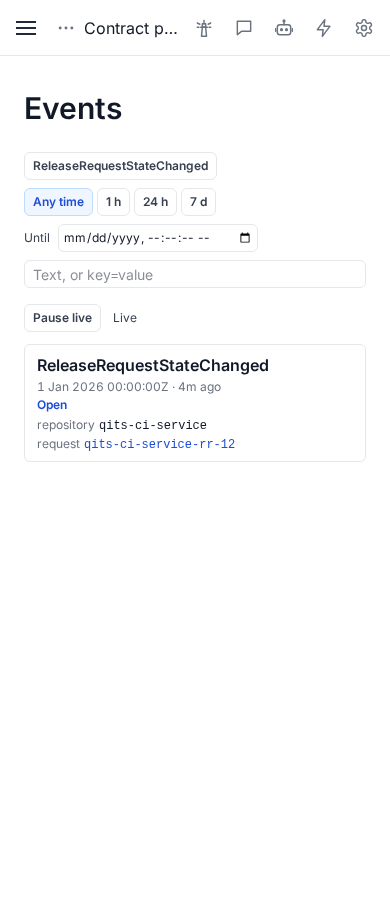 Contract p...
Events
ReleaseRequestStateChanged
Any time 1 h 24 h 7 d
Until mm/dd/yyyy, --:--:-- --
Text, or key=value
Pause live Live
ReleaseRequestStateChanged
1 Jan 2026 00:00:00Z · 4m ago
Open
repository qits-ci-service
request qits-ci-service-rr-12